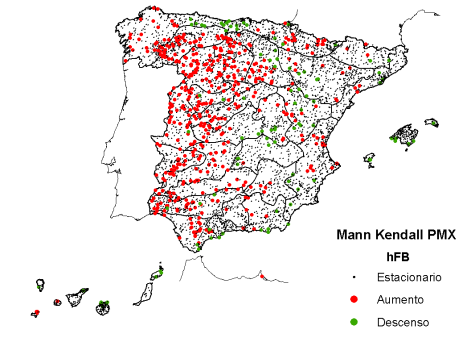 Mann Kendall PMX
hFB
Estacionario
Aumento
Descenso